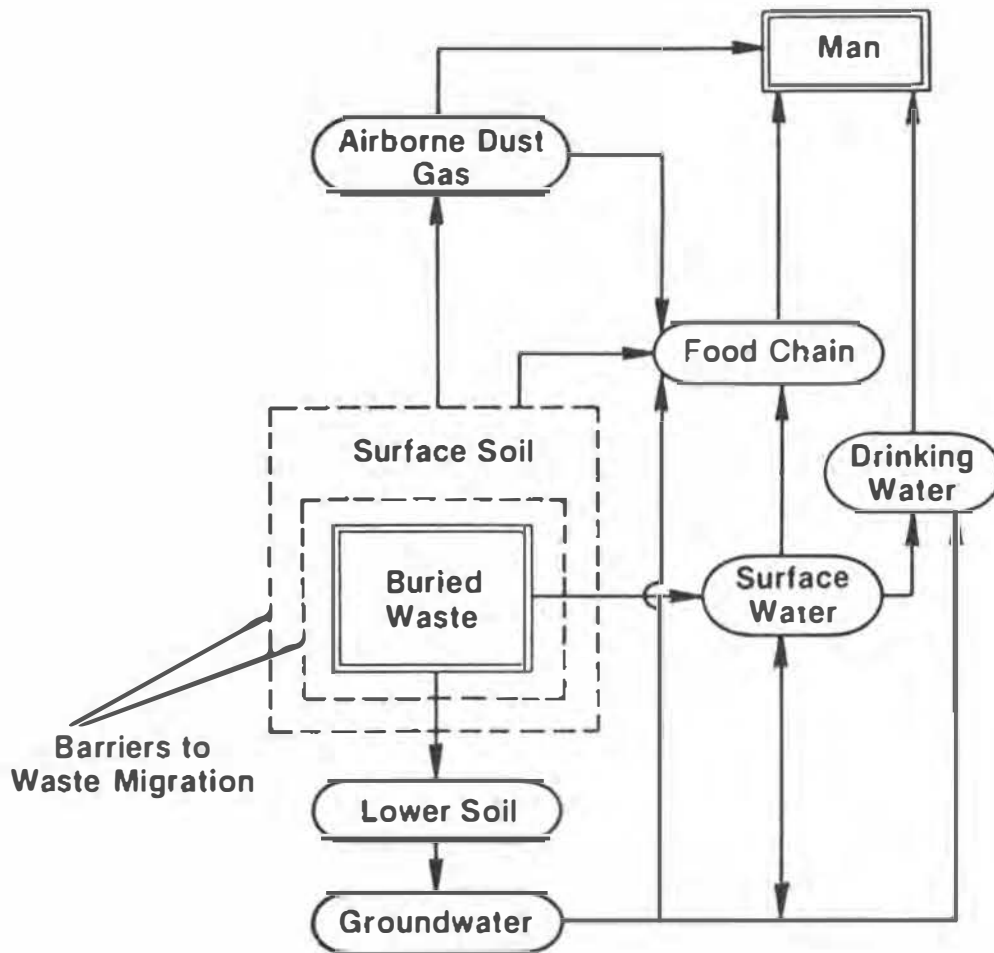 Man
Airborne Dust
Gas
Food Chain
Surface Soil
Drinking
Water
Buried
Waste
Surface
Water
Barriers to
Waste Migration
Lower Soil
Groundwater